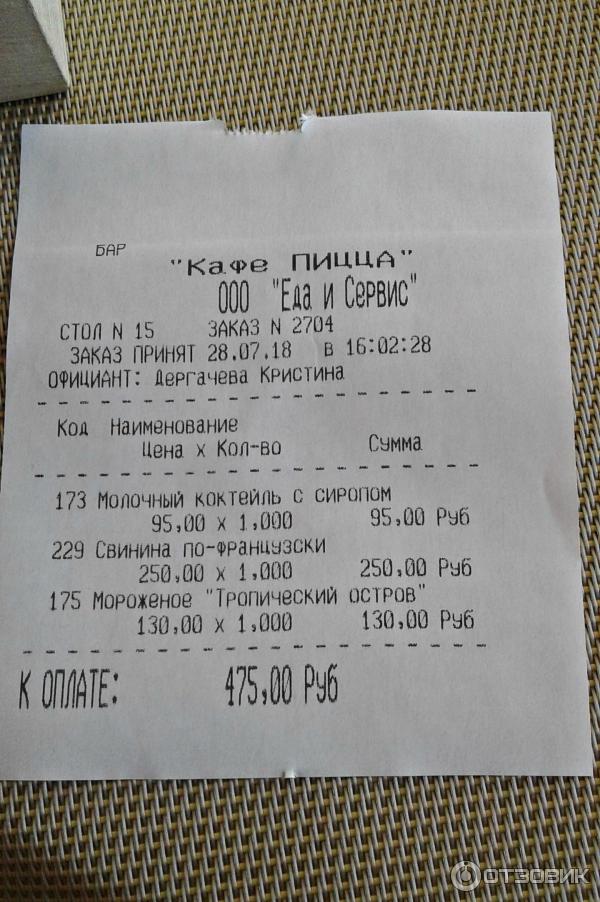 БАР
"Кафе ПИЦЦА"
ООО "Еда и Сервис"
СТОЛ N 15 ЗАКАЗ N 2704
ЗАКАЗ ПРИНЯТ 28.07.18 в 16:02:28
ОФИЦИАНТ: Дергачева Кристина
Код Наименование
Цена x Кол-во Сумма
173 Молочный коктейль с сиропом
95,00 x 1,000 95,00 Руб
229 Свинина по-французски
250,00 x 1,000 250,00 Руб
175 Мороженое "Тропический остров"
130,00 x 1,000 130,00 Руб
К ОПЛАТЕ: 475,00 Руб
ОТЗОВИК